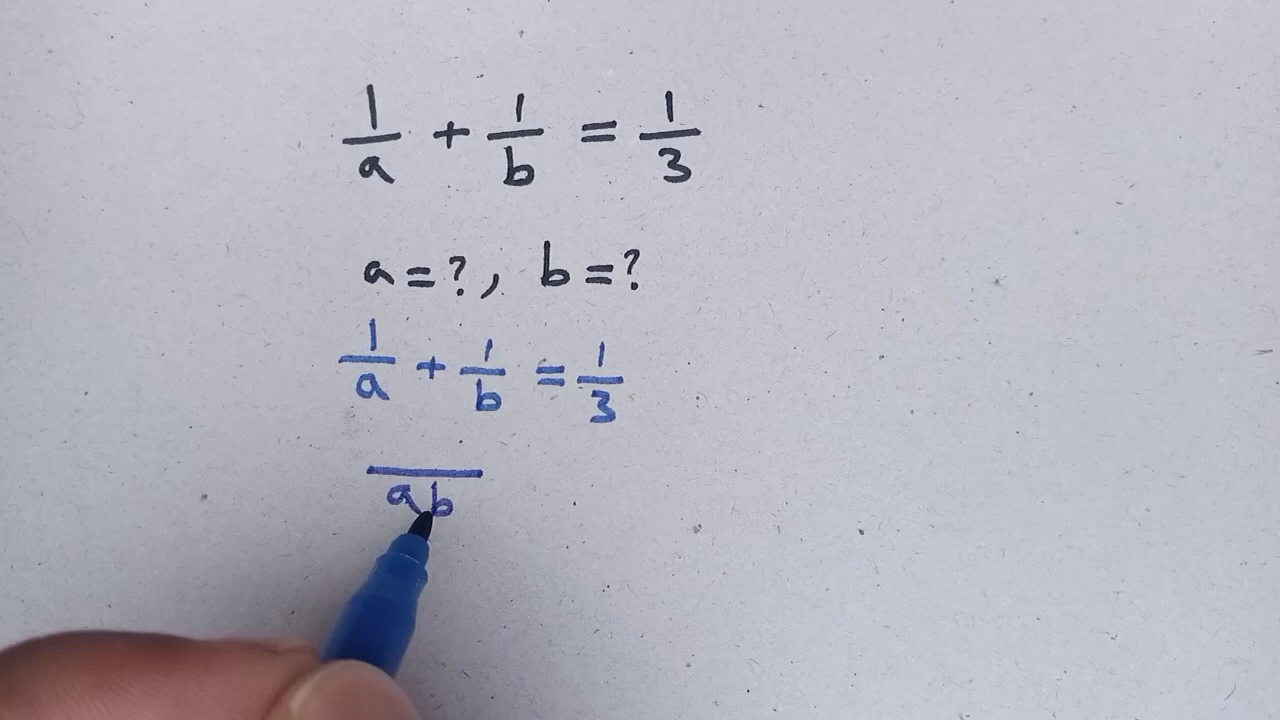 1/a + 1/b = 1/3
a = ?, b = ?
1/a + 1/b = 1/3
/ab